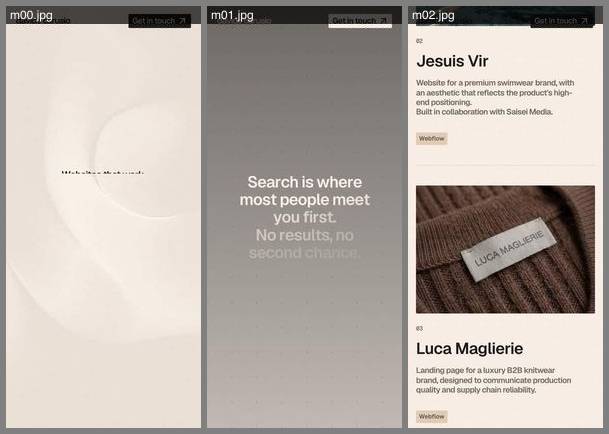 m00.jpg
Get in touch
m01.jpg
Get in touch
Search is where
most people meet
you first.
No results, no
second chance.
m02.jpg
Get in touch
02
Jesuis Vir
Website for a premium swimwear brand, with
an aesthetic that reflects the product's high-
end positioning.
Built in collaboration with Saisei Media.
Webflow
LUCA MAGLIERIE
03
Luca Maglierie
Landing page for a luxury B2B knitwear
brand, designed to communicate production
quality and supply chain reliability.
Webflow